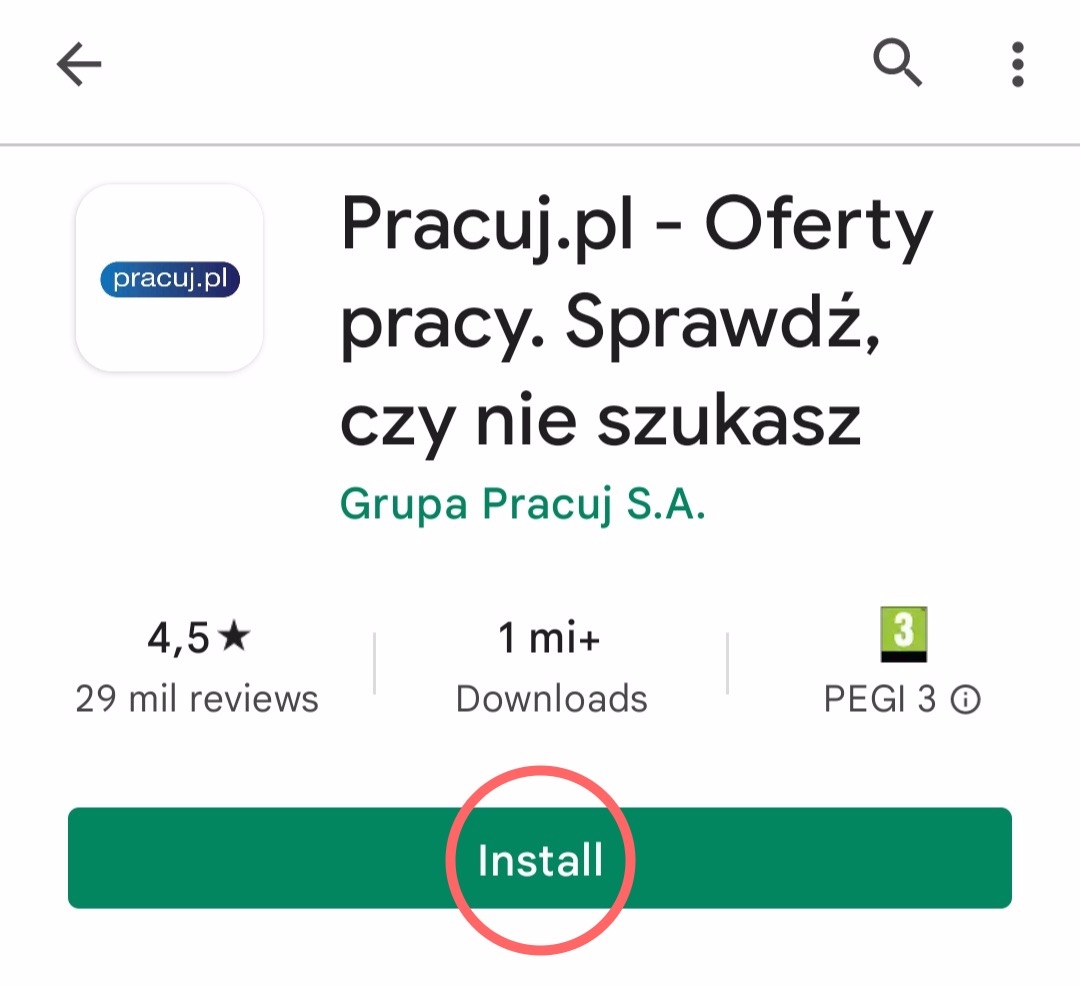 pracuj.pl
Pracuj.pl - Oferty
pracy. Sprawdź,
czy nie szukasz
Grupa Pracuj S.A.
4,5★
29 mil reviews
1 mi+
Downloads
3
PEGI 3
Install